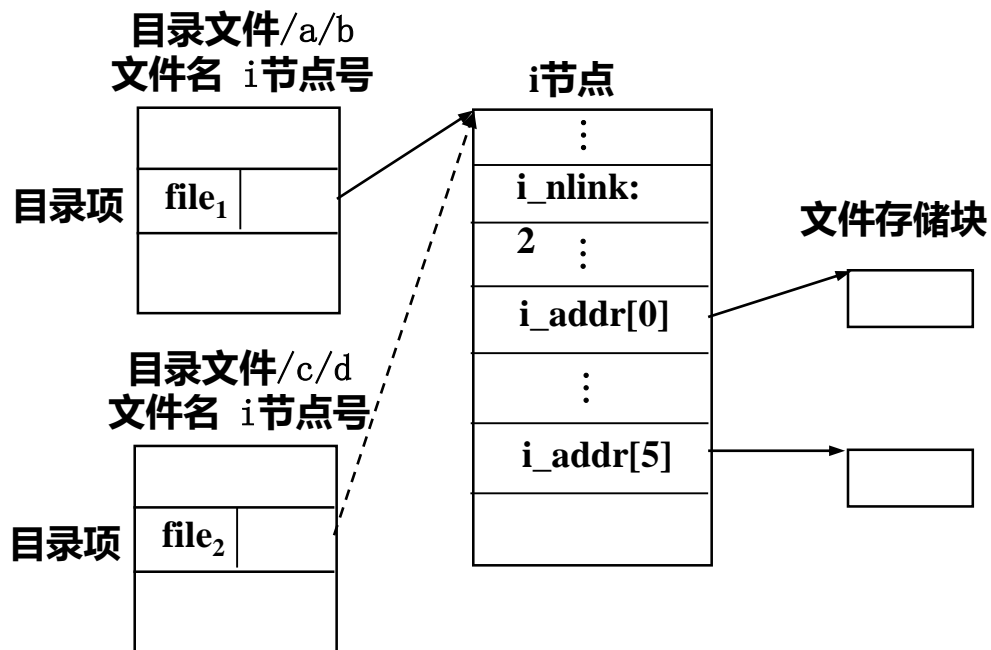 目录文件/a/b
文件名 i节点号
目录项
file₁
目录文件/c/d
文件名 i节点号
目录项
file₂
i节点
⋮
i_nlink:
2 ⋮
i_addr[0]
⋮
i_addr[5]
文件存储块